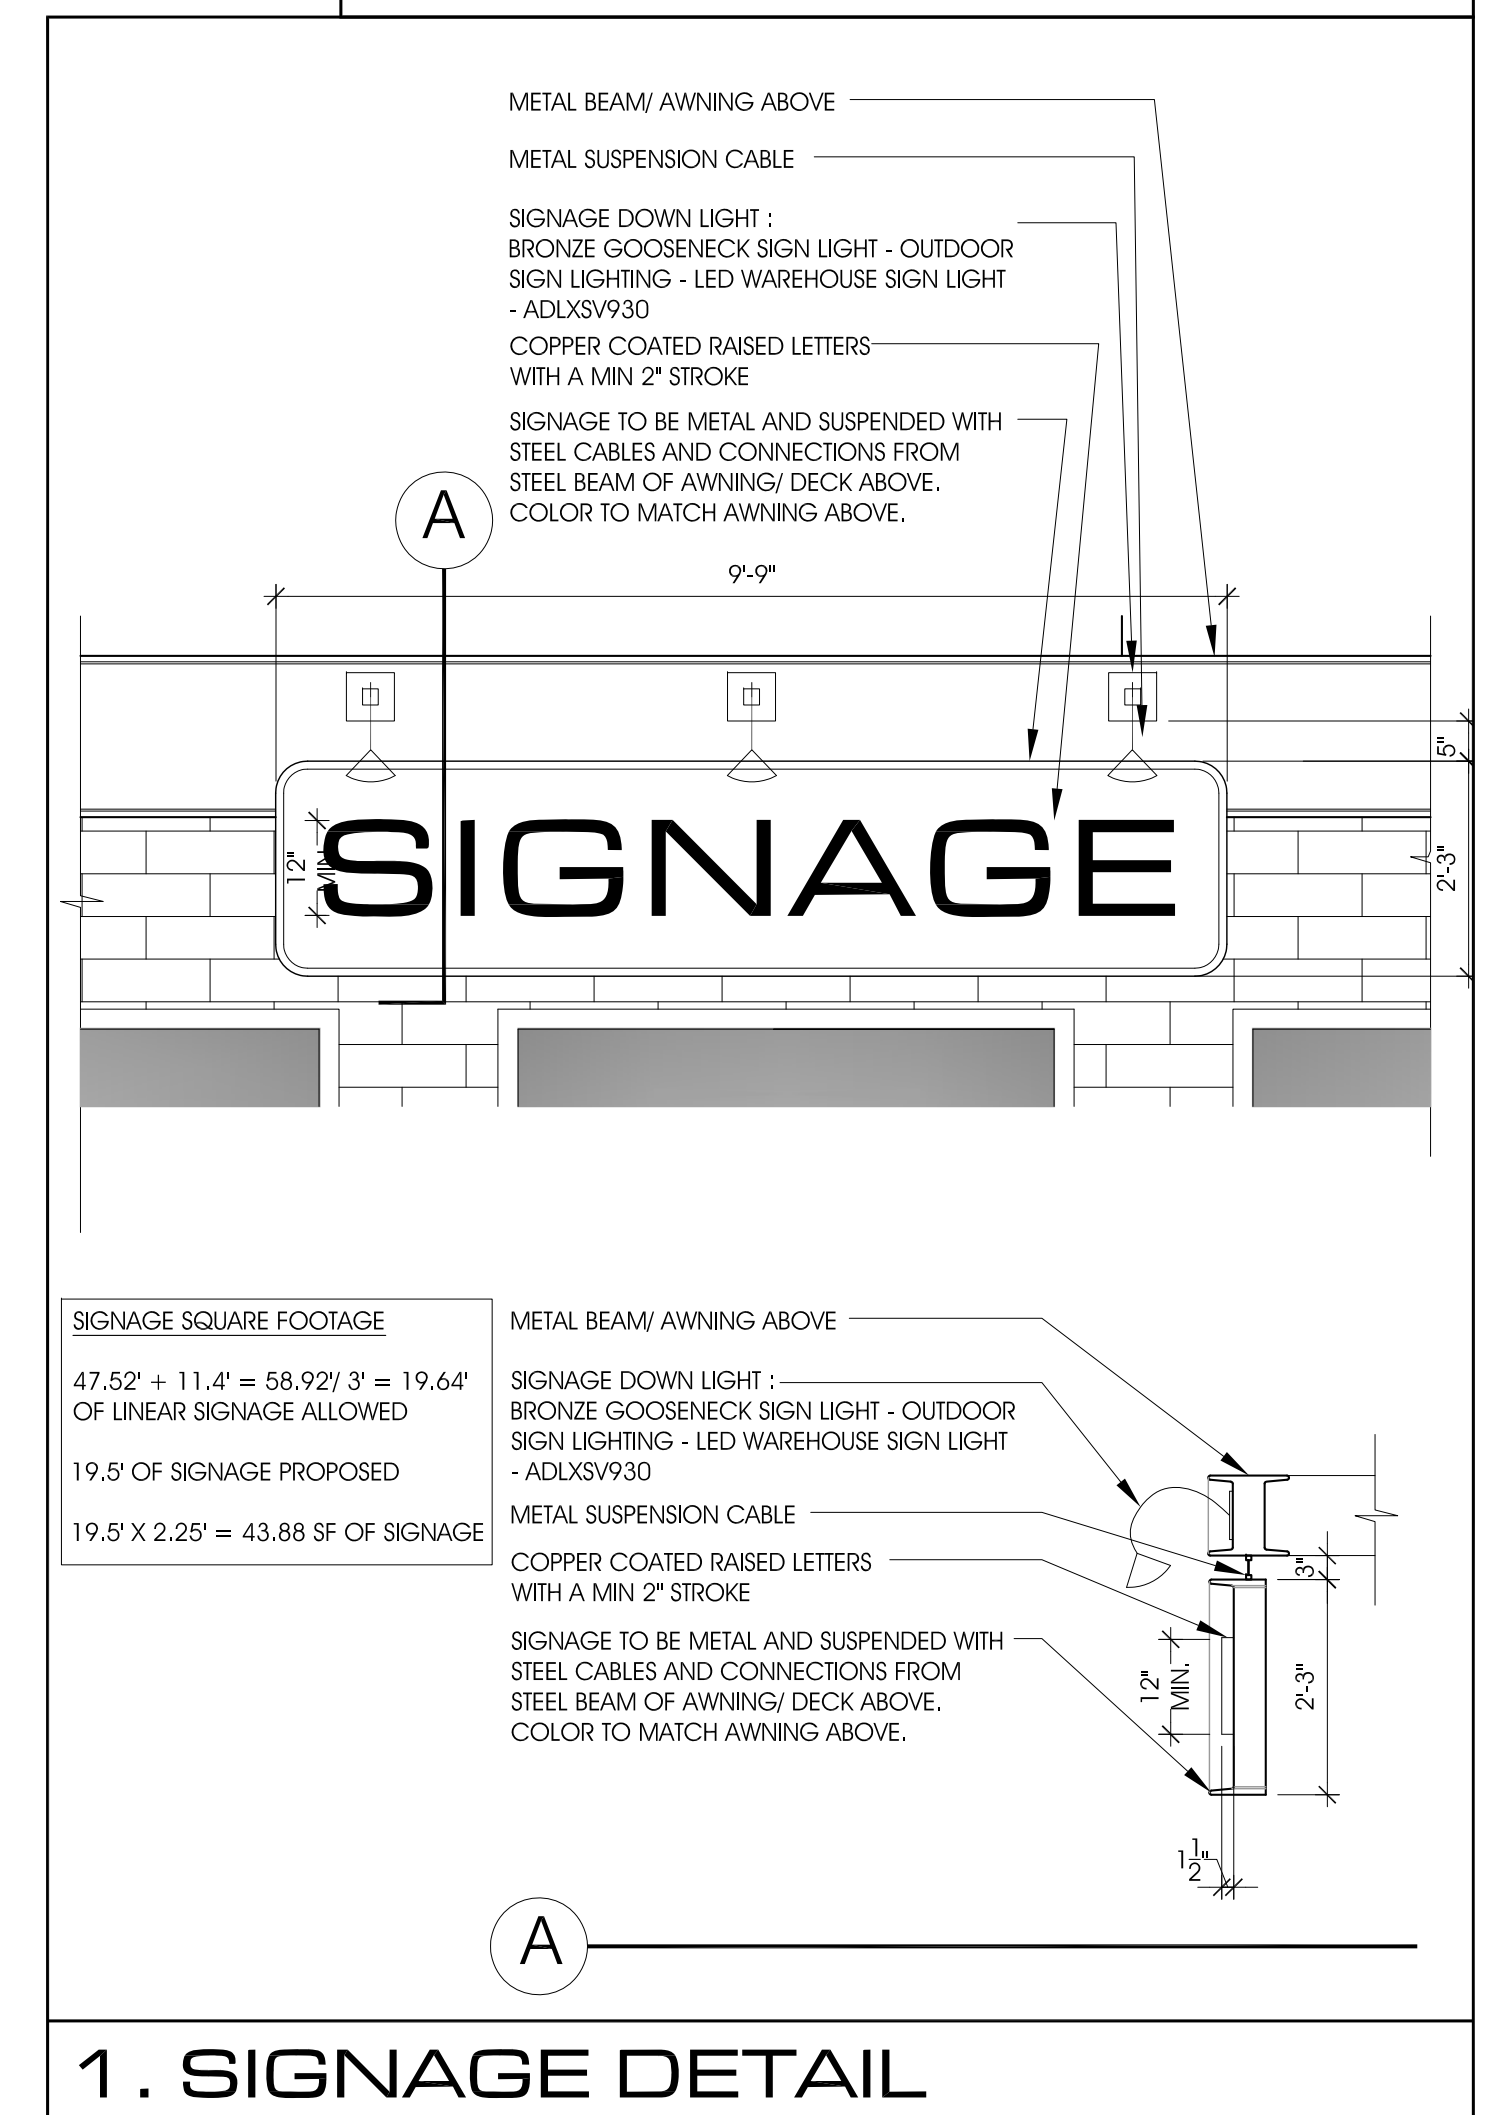 METAL BEAM/ AWNING ABOVE
METAL SUSPENSION CABLE
SIGNAGE DOWN LIGHT :
BRONZE GOOSENECK SIGN LIGHT - OUTDOOR
SIGN LIGHTING - LED WAREHOUSE SIGN LIGHT
- ADLXSV930
COPPER COATED RAISED LETTERS
WITH A MIN 2" STROKE
SIGNAGE TO BE METAL AND SUSPENDED WITH
STEEL CABLES AND CONNECTIONS FROM
STEEL BEAM OF AWNING/ DECK ABOVE.
COLOR TO MATCH AWNING ABOVE.
A
9'-9"
5"
2'-3"
12"
MIN.
SIGNAGE
SIGNAGE SQUARE FOOTAGE
47.52' + 11.4' = 58.92'/ 3' = 19.64'
OF LINEAR SIGNAGE ALLOWED
19.5' OF SIGNAGE PROPOSED
19.5' X 2.25' = 43.88 SF OF SIGNAGE
METAL BEAM/ AWNING ABOVE
SIGNAGE DOWN LIGHT :
BRONZE GOOSENECK SIGN LIGHT - OUTDOOR
SIGN LIGHTING - LED WAREHOUSE SIGN LIGHT
- ADLXSV930
METAL SUSPENSION CABLE
COPPER COATED RAISED LETTERS
WITH A MIN 2" STROKE
SIGNAGE TO BE METAL AND SUSPENDED WITH
STEEL CABLES AND CONNECTIONS FROM
STEEL BEAM OF AWNING/ DECK ABOVE.
COLOR TO MATCH AWNING ABOVE.
3"
12"
MIN.
2'-3"
1 1/2"
A
1. SIGNAGE DETAIL